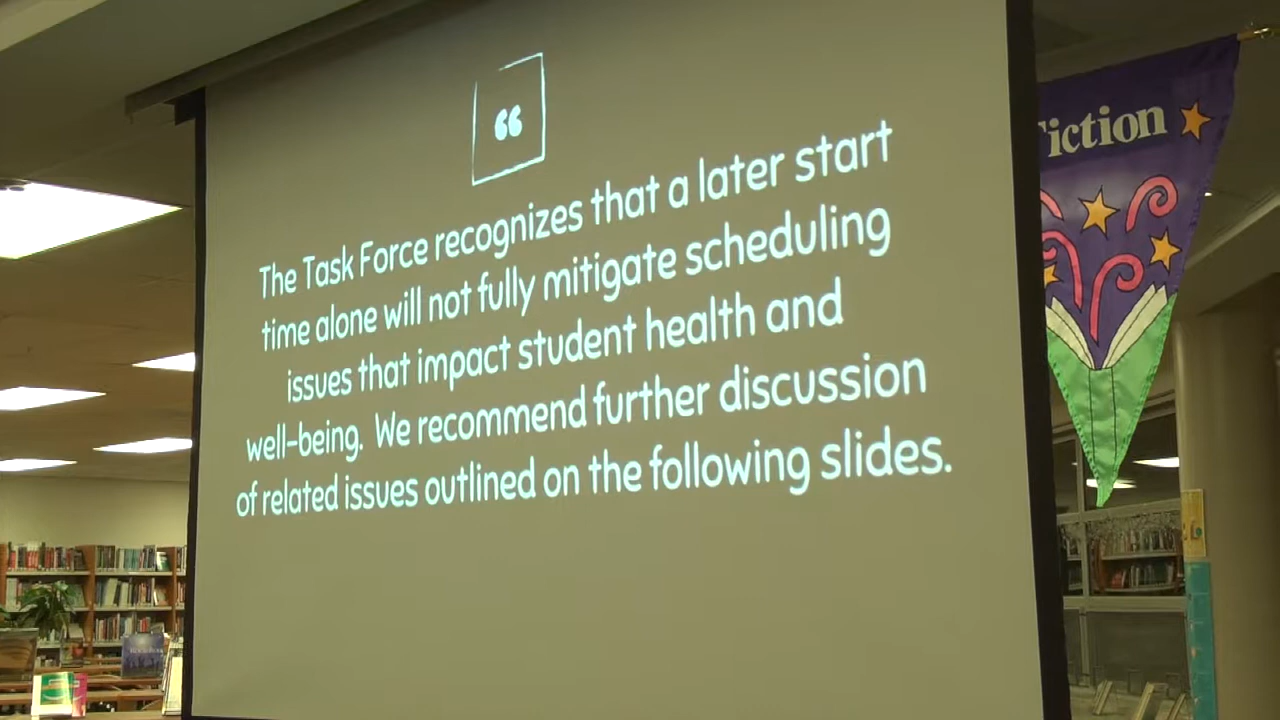 “
The Task Force recognizes that a later start
time alone will not fully mitigate scheduling
issues that impact student health and
well-being. We recommend further discussion
of related issues outlined on the following slides.
Fiction